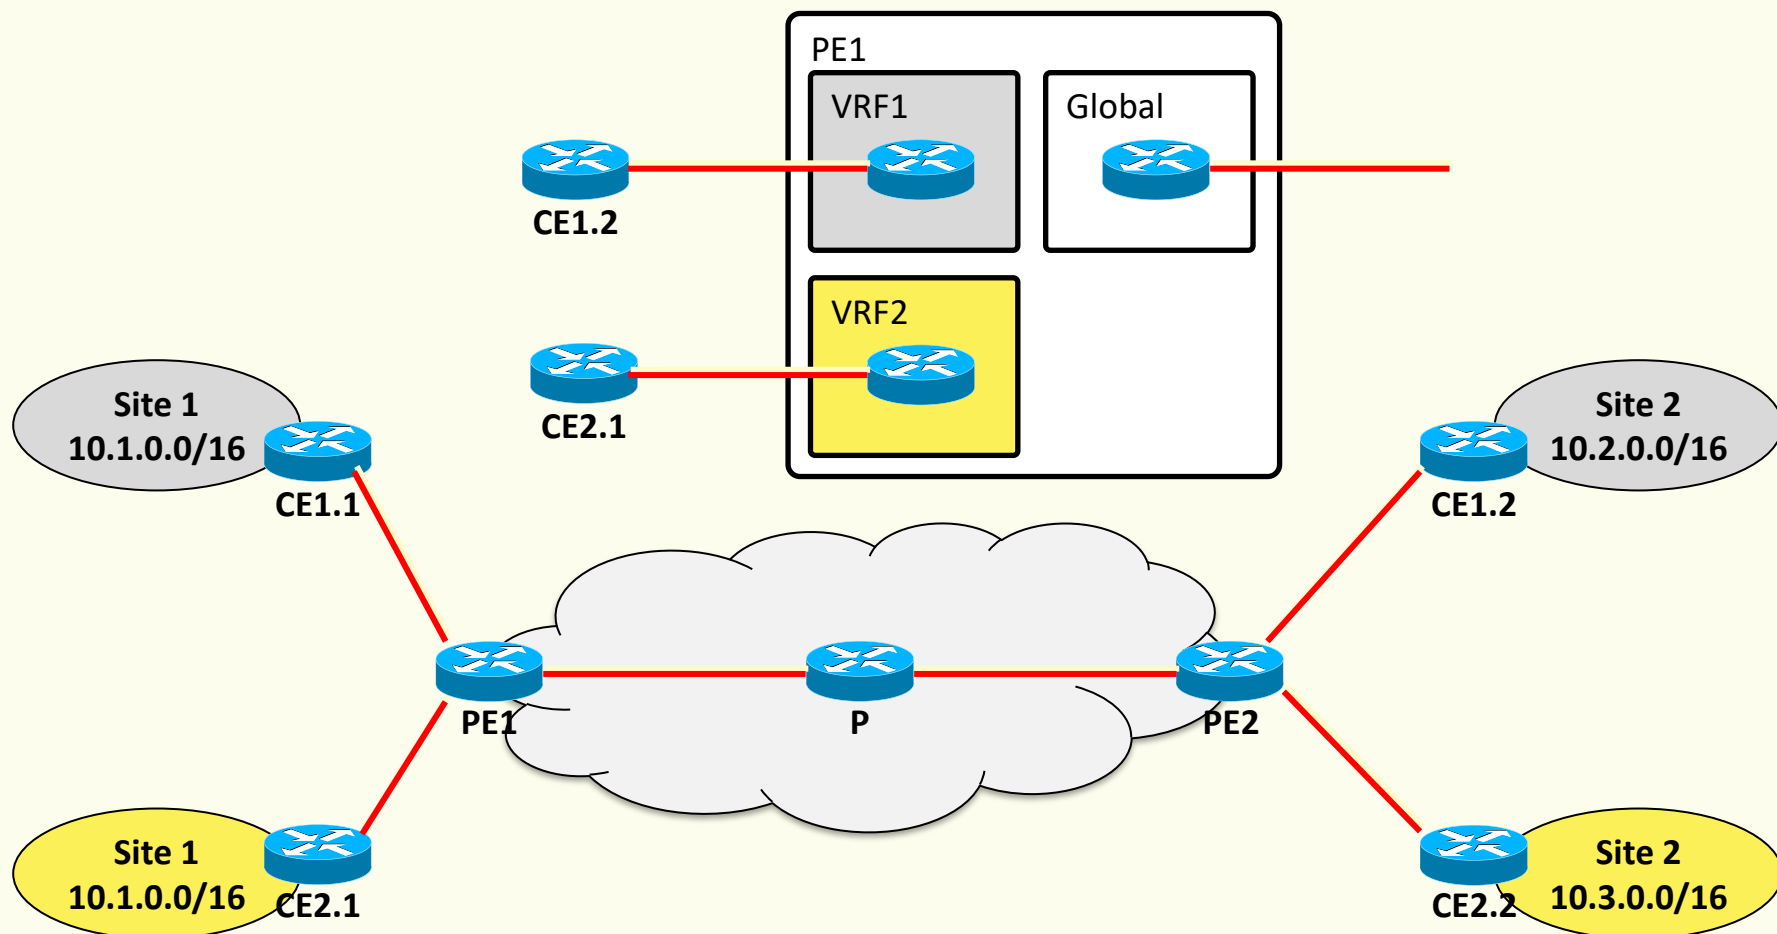 PE1
VRF1
Global
CE1.2
VRF2
CE2.1
Site 1
10.1.0.0/16
CE1.1
Site 2
10.2.0.0/16
CE1.2
PE1
P
PE2
Site 1
10.1.0.0/16
CE2.1
Site 2
10.3.0.0/16
CE2.2